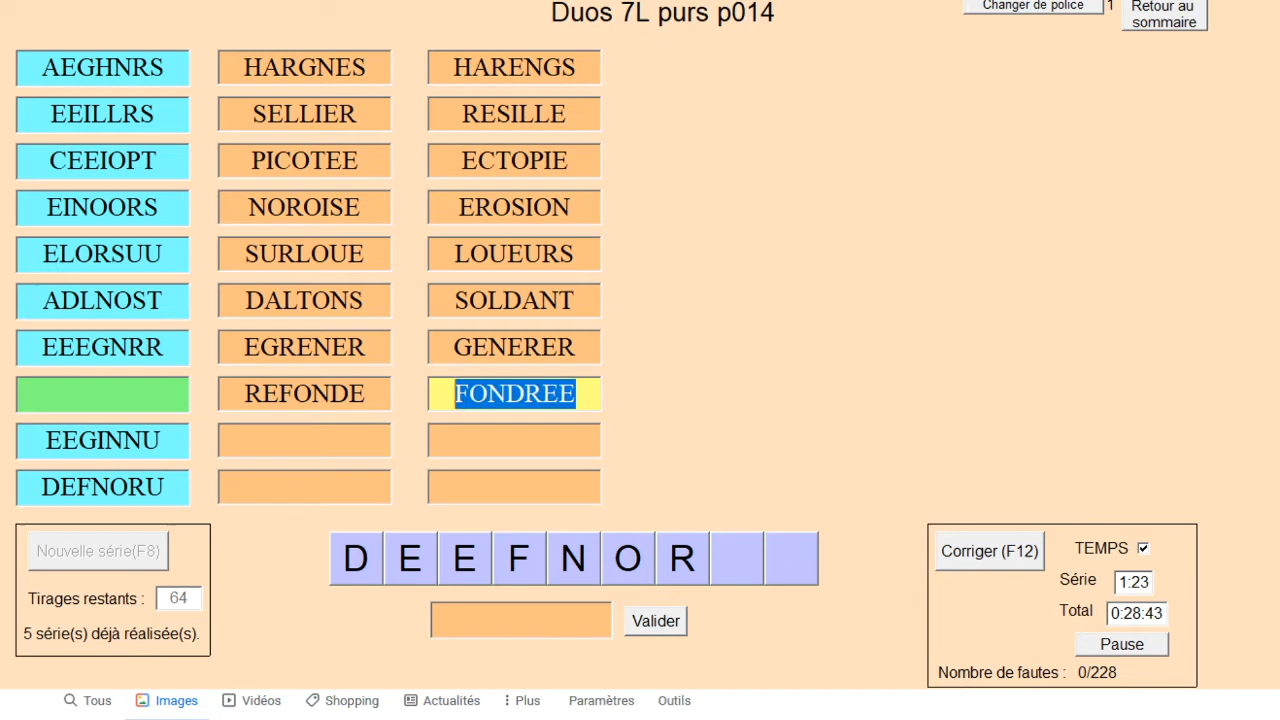 Duos 7L purs p014
Changer de police 1 Retour au
sommaire
AEGHNRS HARGNES HARENGS
EEILLRS SELLIER RESILLE
CEEIOPT PICOTEE ECTOPIE
EINOORS NOROISE EROSION
ELORSUU SURLOUE LOUEURS
ADLNOST DALTONS SOLDANT
EEEGNRR EGRENER GENERER
REFONDE FONDREE
EEGINNU
DEFNORU
Nouvelle série(F8)
Tirages restants : 64
5 série(s) déjà réalisée(s).
D E E F N O R
Valider
Corriger (F12) TEMPS
Série 1:23
Total 0:28:43
Pause
Nombre de fautes : 0/228
Tous Images Vidéos Shopping Actualités Plus Paramètres Outils